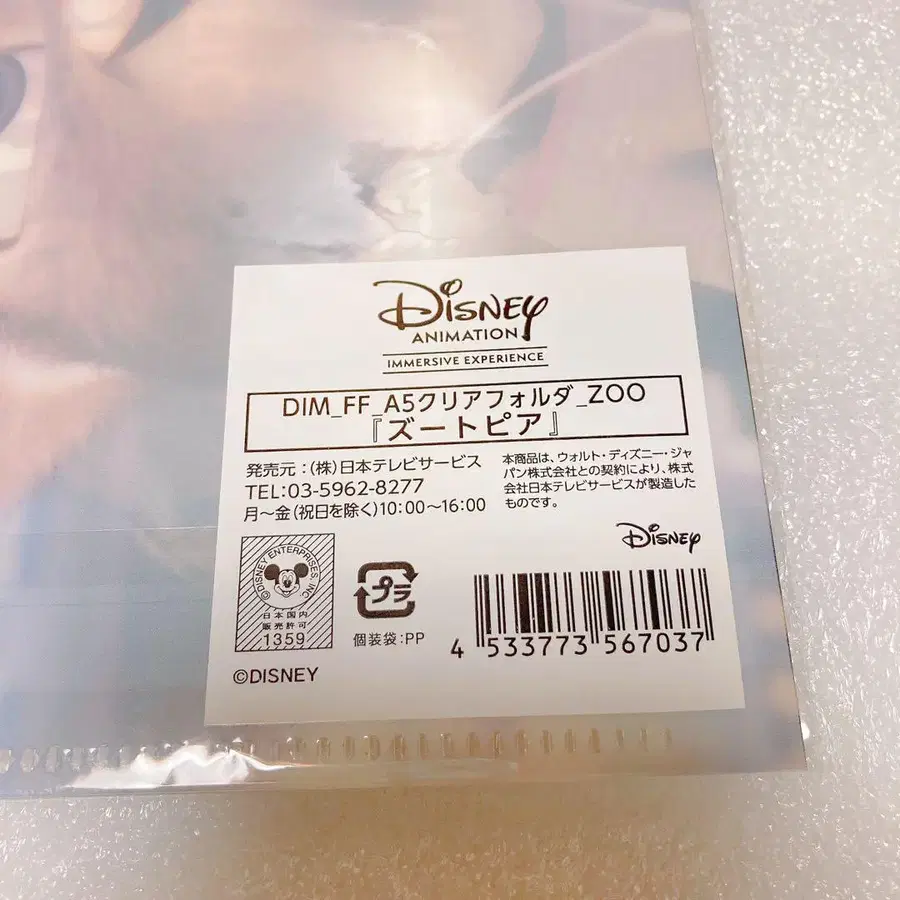 DISNEY
ANIMATION
IMMERSIVE EXPERIENCE
DIM_FF_A5クリアフォルダ_ZOO
『ズートピア』
発売元:(株)日本テレビサービス
TEL:03-5962-8277
月～金(祝日を除く)10:00～16:00
本商品は、ウォルト・ディズニー・ジャ
パン株式会社との契約により、株式
会社日本テレビサービスが製造した
ものです。
DISNEY
©DISNEY ENTERPRISES, INC
日本国内
販売許可
1359
プラ
個装袋:PP
4 533773 567037
©DISNEY